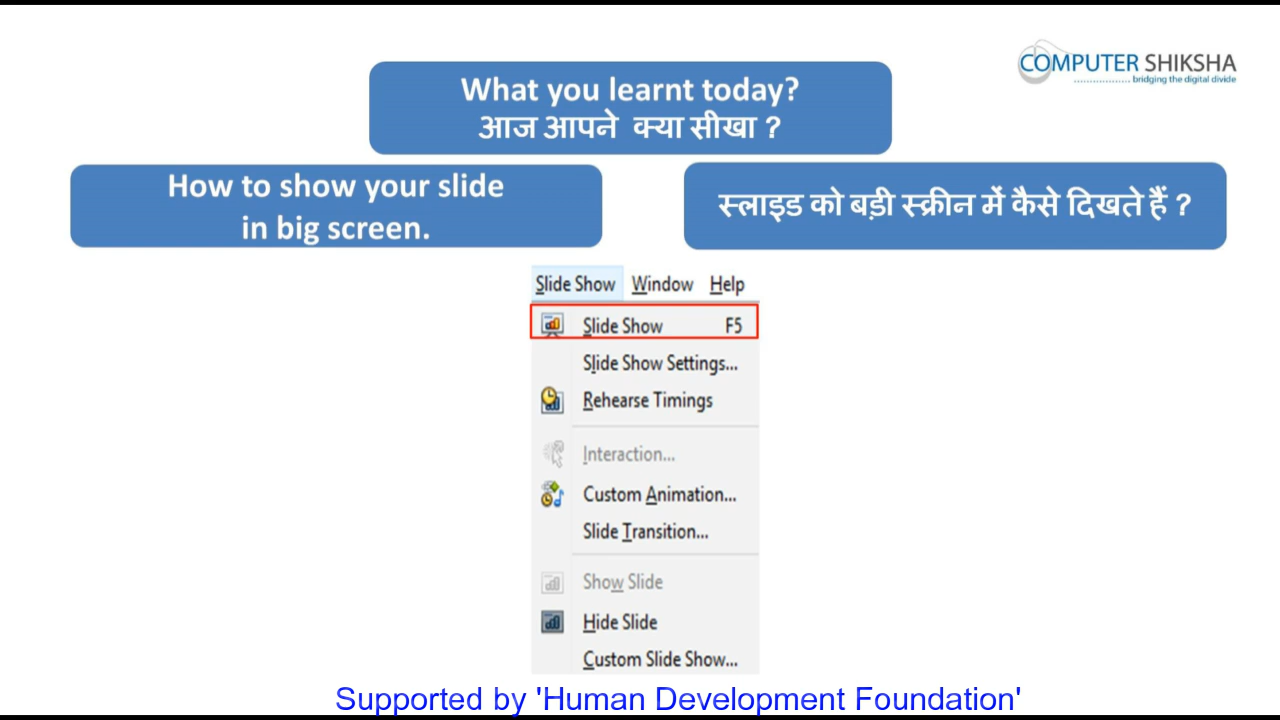 COMPUTER SHIKSHA
bridging the digital divide
What you learnt today?
आज आपने क्या सीखा ?
How to show your slide
in big screen.
स्लाइड को बड़ी स्क्रीन में कैसे दिखते हैं ?
Slide Show Window Help
Slide Show F5
Slide Show Settings...
Rehearse Timings
Interaction...
Custom Animation...
Slide Transition...
Show Slide
Hide Slide
Custom Slide Show...
Supported by 'Human Development Foundation'